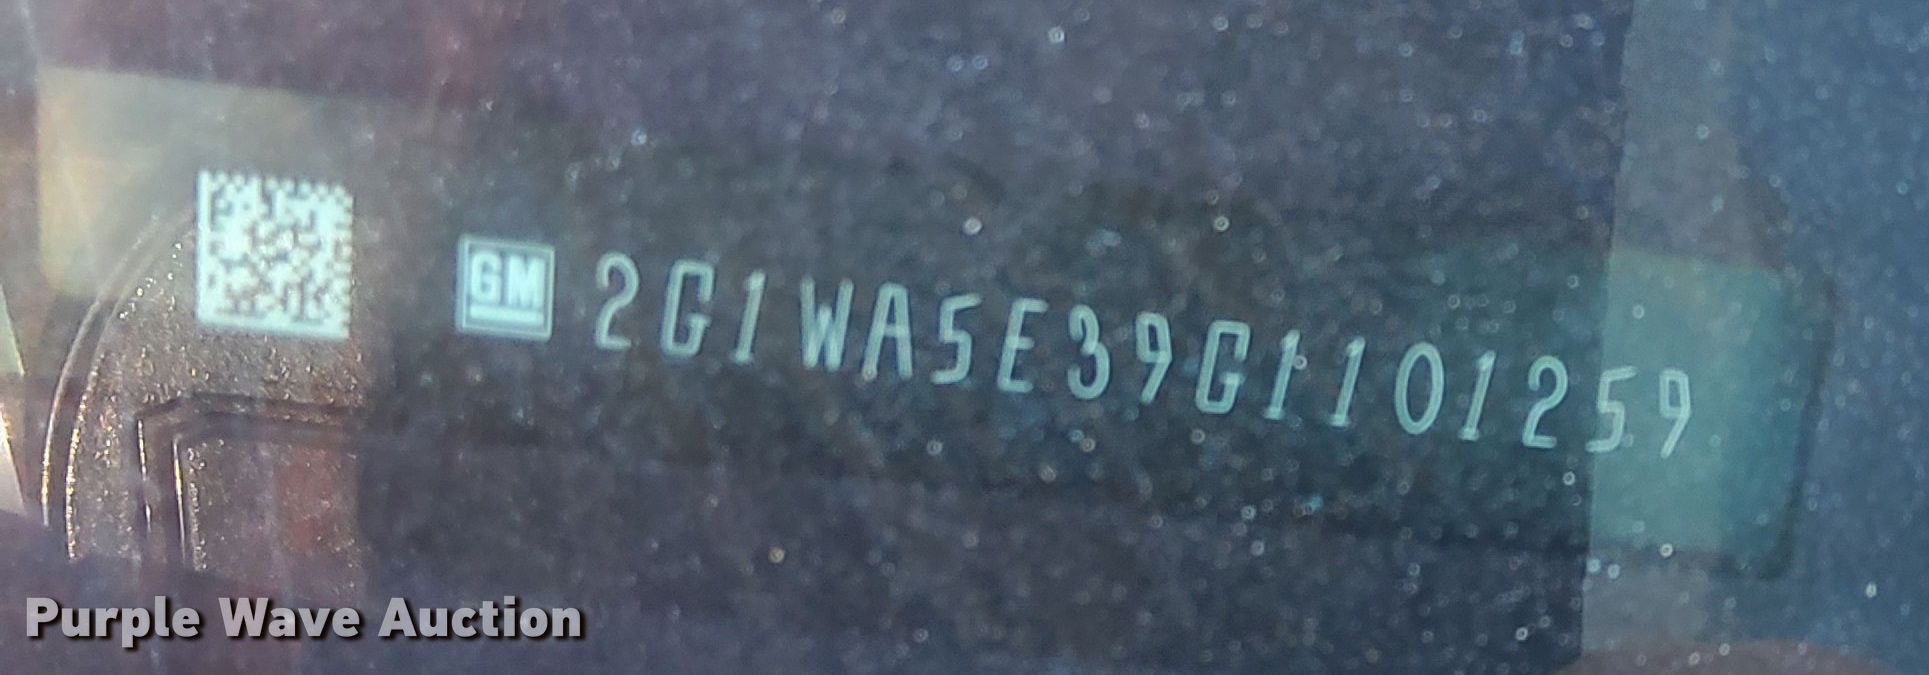 GM 2G1WA5E39G1101259
Purple Wave Auction